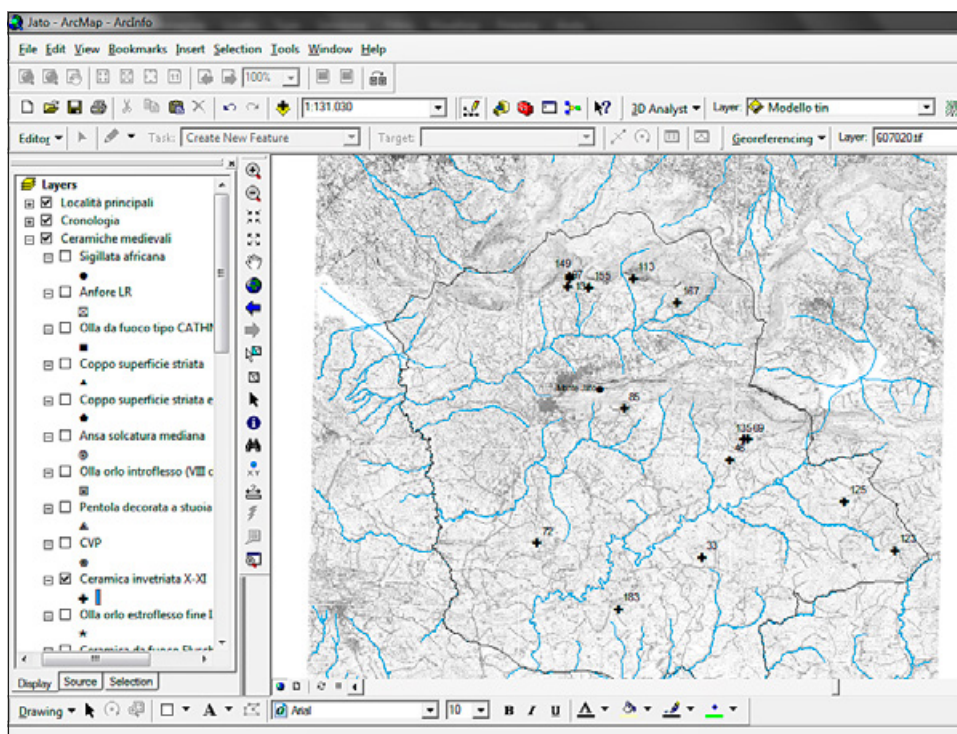 Jato - ArcMap - ArcInfo
File Edit View Bookmarks Insert Selection Tools Window Help
100%
1:131.030 3D Analyst Layer: Modello tin
Editor Task: Create New Feature Target: Georeferencing Layer: 607020.tif
Layers
Località principali
Cronologia
Ceramiche medievali
Sigillata africana
Anfore LR
Olla da fuoco tipo CATHM
Coppo superficie striata
Coppo superficie striata e
Ansa solcatura mediana
Olla orlo introflesso (VIII c
Pentola decorata a stuoia
CVP
Ceramica invetriata X-XI
Olla orlo estroflesso fine I
Display Source Selection
149
155
113
167
Monte Jato
85
125
72
33
123
183
Drawing A Arial 10 B I U A